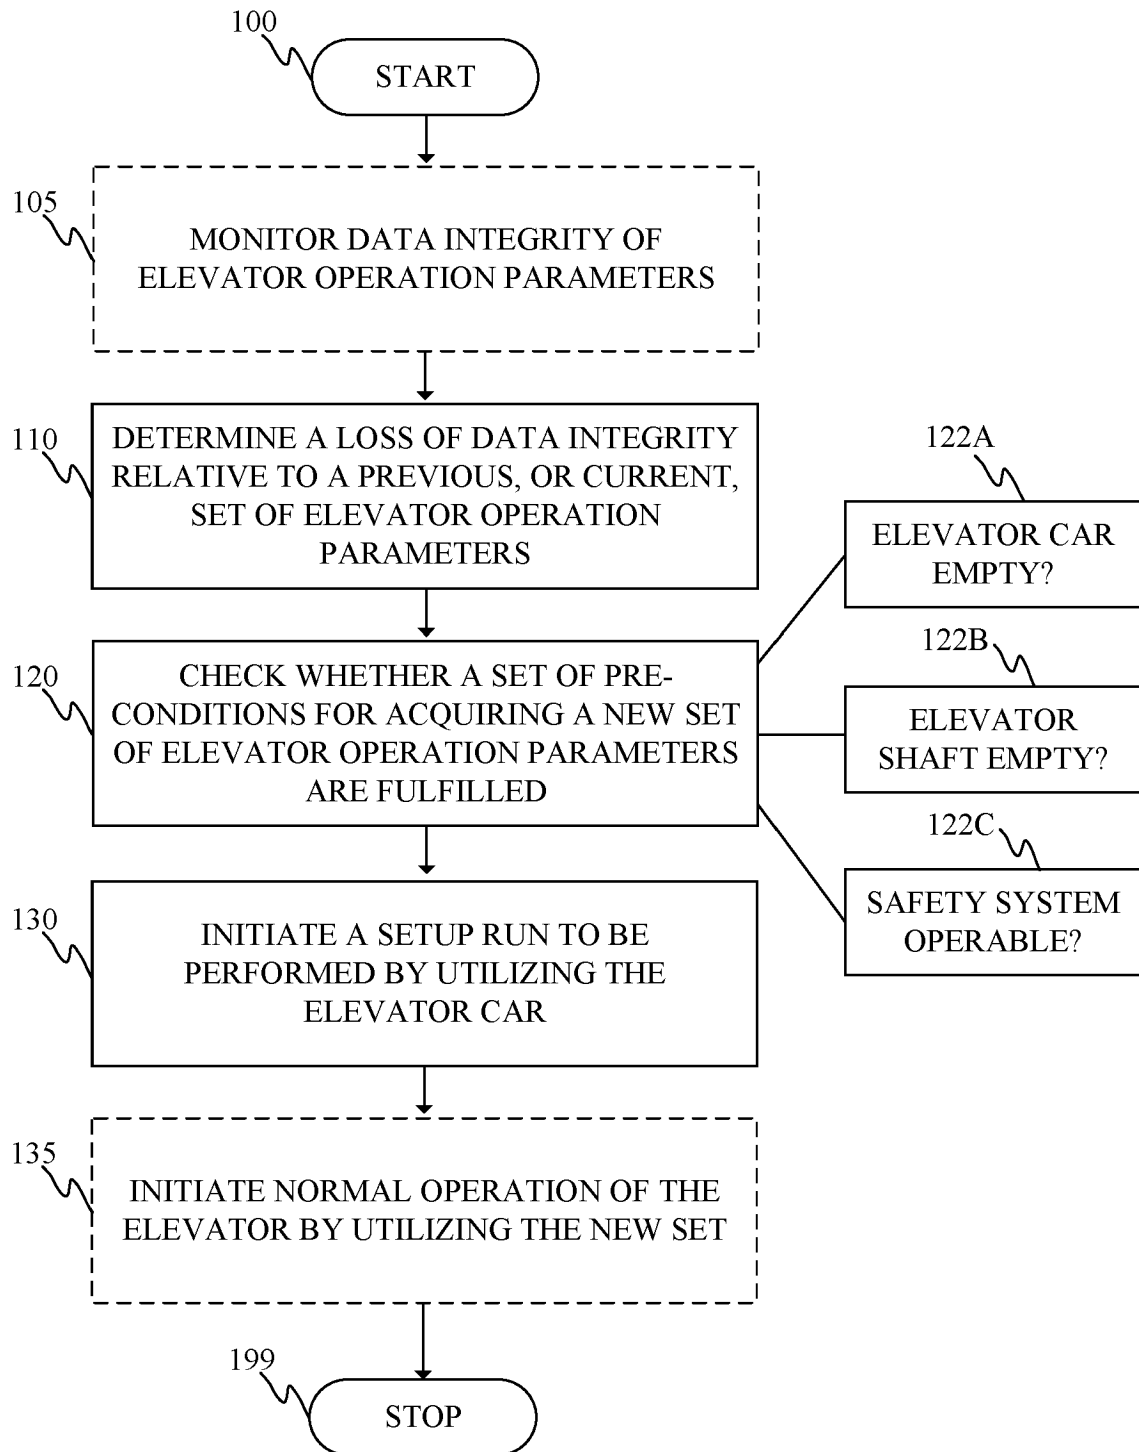 100
START
105
MONITOR DATA INTEGRITY OF
ELEVATOR OPERATION PARAMETERS
110
DETERMINE A LOSS OF DATA INTEGRITY
RELATIVE TO A PREVIOUS, OR CURRENT,
SET OF ELEVATOR OPERATION
PARAMETERS
120
CHECK WHETHER A SET OF PRE-
CONDITIONS FOR ACQUIRING A NEW SET
OF ELEVATOR OPERATION PARAMETERS
ARE FULFILLED
122A
ELEVATOR CAR
EMPTY?
122B
ELEVATOR
SHAFT EMPTY?
122C
SAFETY SYSTEM
OPERABLE?
130
INITIATE A SETUP RUN TO BE
PERFORMED BY UTILIZING THE
ELEVATOR CAR
135
INITIATE NORMAL OPERATION OF THE
ELEVATOR BY UTILIZING THE NEW SET
199
STOP